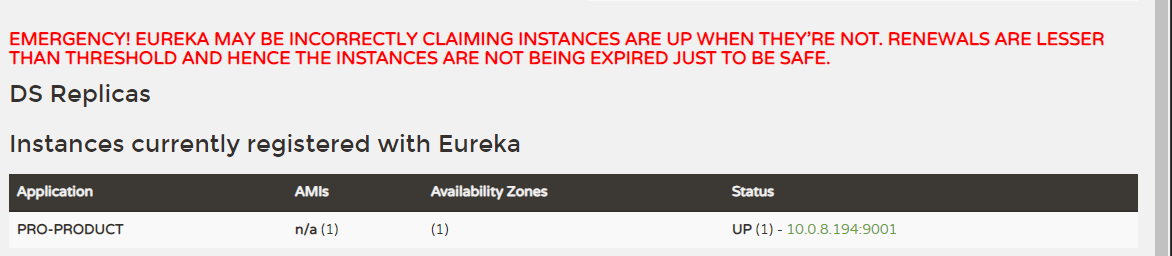 EMERGENCY! EUREKA MAY BE INCORRECTLY CLAIMING INSTANCES ARE UP WHEN THEY'RE NOT. RENEWALS ARE LESSER
THAN THRESHOLD AND HENCE THE INSTANCES ARE NOT BEING EXPIRED JUST TO BE SAFE.
DS Replicas
Instances currently registered with Eureka
Application AMIs Availability Zones Status
PRO-PRODUCT n/a (1) (1) UP (1) - 10.0.8.194:9001